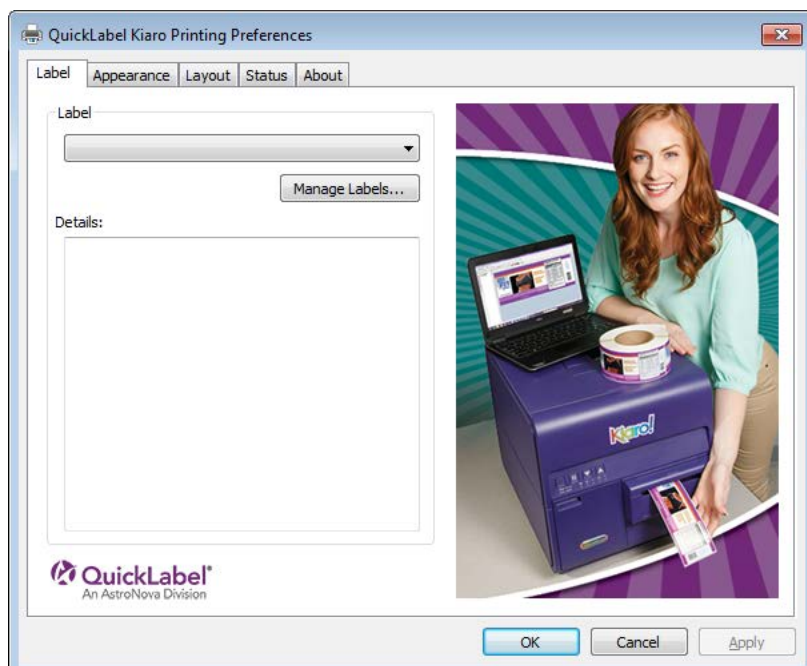 QuickLabel Kiaro Printing Preferences
Label Appearance Layout Status About
Label
Manage Labels...
Details:
Kiaro!
QuickLabel®
An AstroNova Division
OK Cancel Apply